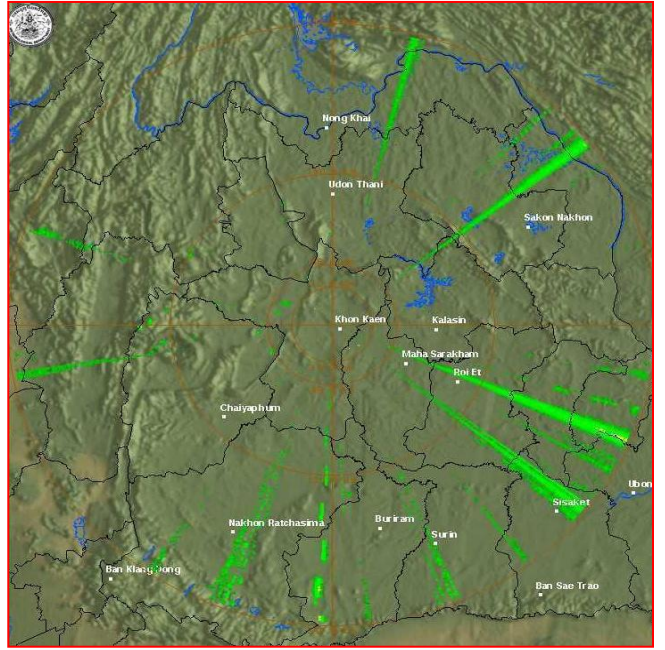 Nong Khai
Udon Thani
Sakon Nakhon
Khon Kaen
Kalasin
Maha Sarakham
Roi Et
Chaiyaphum
Ubon
Sisaket
Nakhon Ratchasima
Buriram
Surin
Ban Klang Dong
Ban Sae Trao